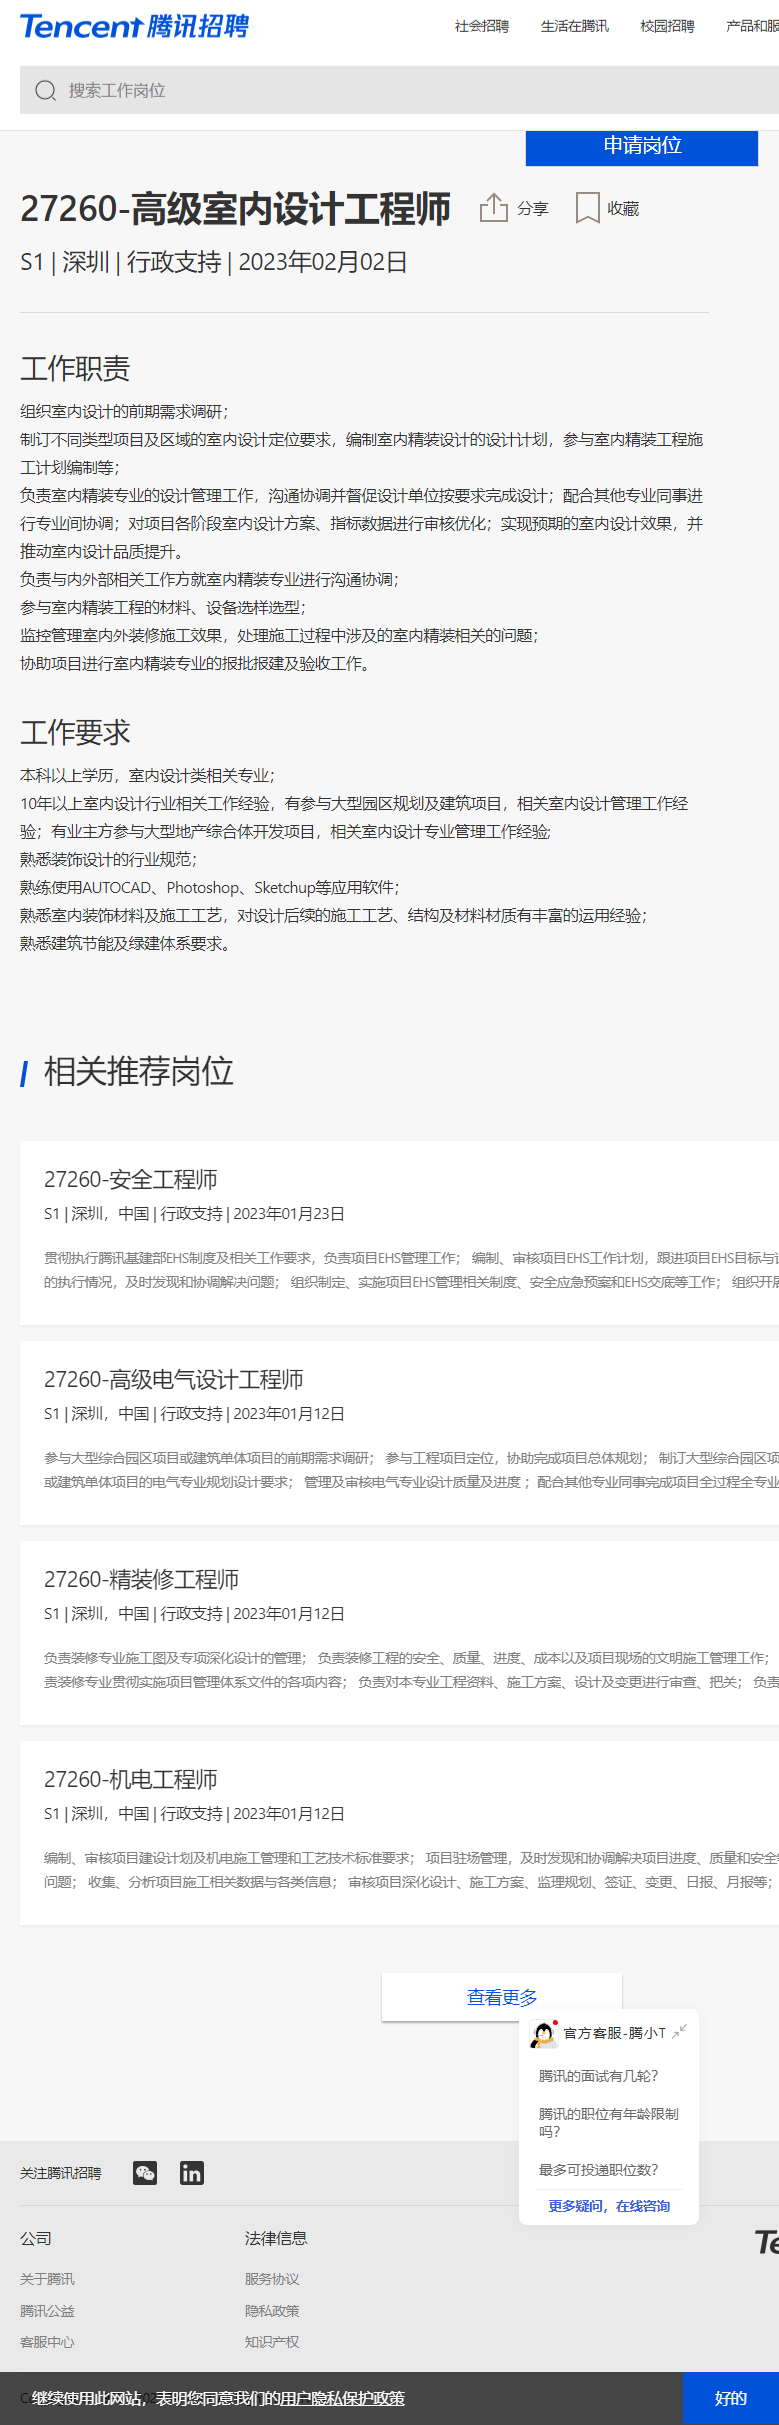 Tencent 腾讯招聘
社会招聘 生活在腾讯 校园招聘 产品和服
搜索工作岗位
申请岗位
27260-高级室内设计工程师 分享 收藏
S1 | 深圳 | 行政支持 | 2023年02月02日
工作职责
组织室内设计的前期需求调研；
制订不同类型项目及区域的室内设计定位要求，编制室内精装设计的设计计划，参与室内精装工程施
工计划编制等；
负责室内精装专业的设计管理工作，沟通协调并督促设计单位按要求完成设计；配合其他专业同事进
行专业间协调；对项目各阶段室内设计方案、指标数据进行审核优化；实现预期的室内设计效果，并
推动室内设计品质提升。
负责与内外部相关工作方就室内精装专业进行沟通协调；
参与室内精装工程的材料、设备选样选型；
监控管理室内外装修施工效果，处理施工过程中涉及的室内精装相关的问题；
协助项目进行室内精装专业的报批报建及验收工作。
工作要求
本科以上学历，室内设计类相关专业；
10年以上室内设计行业相关工作经验，有参与大型园区规划及建筑项目，相关室内设计管理工作经
验；有业主方参与大型地产综合体开发项目，相关室内设计专业管理工作经验;
熟悉装饰设计的行业规范；
熟练使用AUTOCAD、Photoshop、Sketchup等应用软件；
熟悉室内装饰材料及施工工艺，对设计后续的施工工艺、结构及材料材质有丰富的运用经验；
熟悉建筑节能及绿建体系要求。
相关推荐岗位
27260-安全工程师
S1 | 深圳，中国 | 行政支持 | 2023年01月23日
贯彻执行腾讯基建部EHS制度及相关工作要求，负责项目EHS管理工作； 编制、审核项目EHS工作计划，跟进项目EHS目标与
的执行情况，及时发现和协调解决问题； 组织制定、实施项目EHS管理相关制度、安全应急预案和EHS交底等工作； 组织开展
27260-高级电气设计工程师
S1 | 深圳，中国 | 行政支持 | 2023年01月12日
参与大型综合园区项目或建筑单体项目的前期需求调研； 参与工程项目定位，协助完成项目总体规划； 制订大型综合园区项
或建筑单体项目的电气专业规划设计要求； 管理及审核电气专业设计质量及进度 ；配合其他专业同事完成项目全过程全专业
27260-精装修工程师
S1 | 深圳，中国 | 行政支持 | 2023年01月12日
负责装修专业施工图及专项深化设计的管理； 负责装修工程的安全、质量、进度、成本以及项目现场的文明施工管理工作；
责装修专业贯彻实施项目管理体系文件的各项内容； 负责对本专业工程资料、施工方案、设计及变更进行审查、把关； 负责
27260-机电工程师
S1 | 深圳，中国 | 行政支持 | 2023年01月12日
编制、审核项目建设计划及机电施工管理和工艺技术标准要求； 项目驻场管理，及时发现和协调解决项目进度、质量和安全等
问题； 收集、分析项目施工相关数据与各类信息； 审核项目深化设计、施工方案、监理规划、签证、变更、日报、月报等；
查看更多
官方客服-腾小T
腾讯的面试有几轮？
腾讯的职位有年龄限制
吗？
最多可投递职位数？
更多疑问，在线咨询
关注腾讯招聘
公司 法律信息 Te
关于腾讯 服务协议
腾讯公益 隐私政策
客服中心 知识产权
继续使用此网站，表明您同意我们的用户隐私保护政策 好的